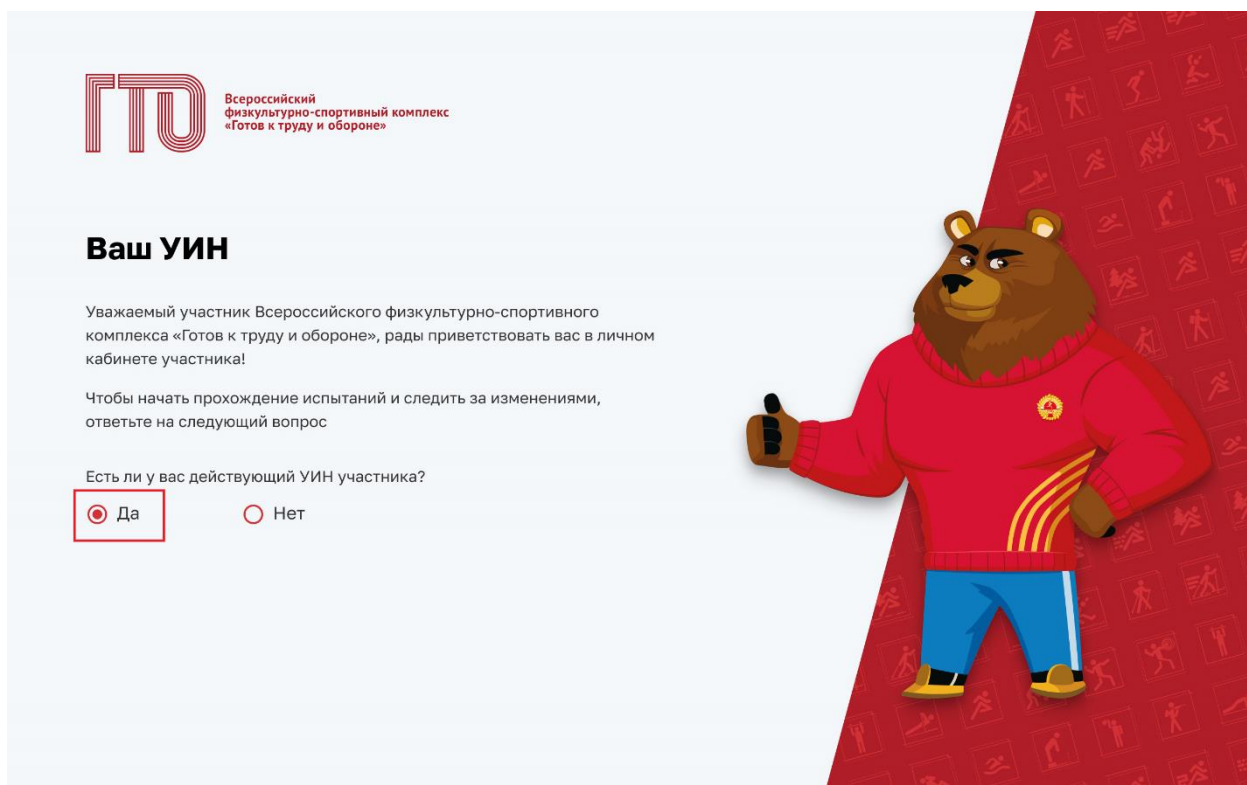 ГТО
Всероссийский
физкультурно-спортивный комплекс
«Готов к труду и обороне»
Ваш УИН
Уважаемый участник Всероссийского физкультурно-спортивного
комплекса «Готов к труду и обороне», рады приветствовать вас в личном
кабинете участника!
Чтобы начать прохождение испытаний и следить за изменениями,
ответьте на следующий вопрос
Есть ли у вас действующий УИН участника?
Да Нет